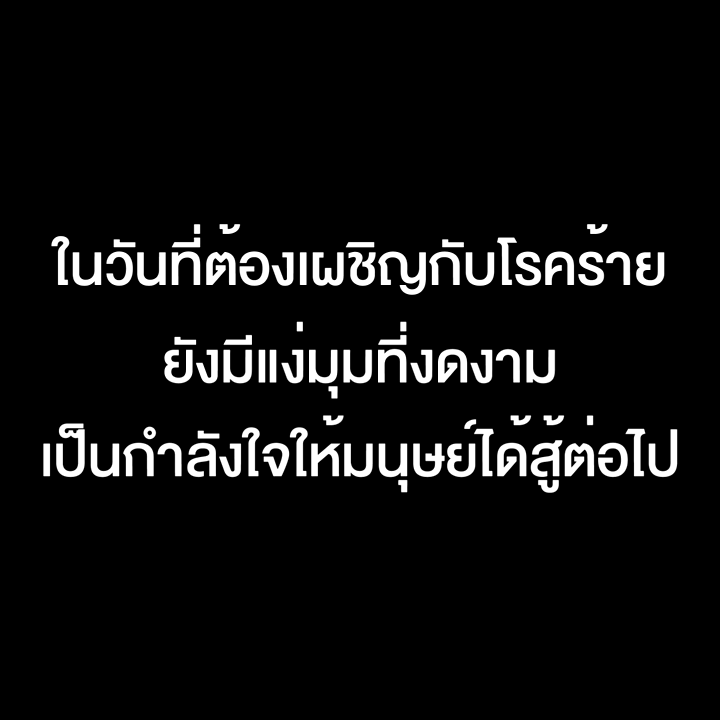 ในวันที่ต้องเผชิญกับโรคร้าย
ยังมีแง่มุมที่งดงาม
เป็นกำลังใจให้มนุษย์ได้สู้ต่อไป